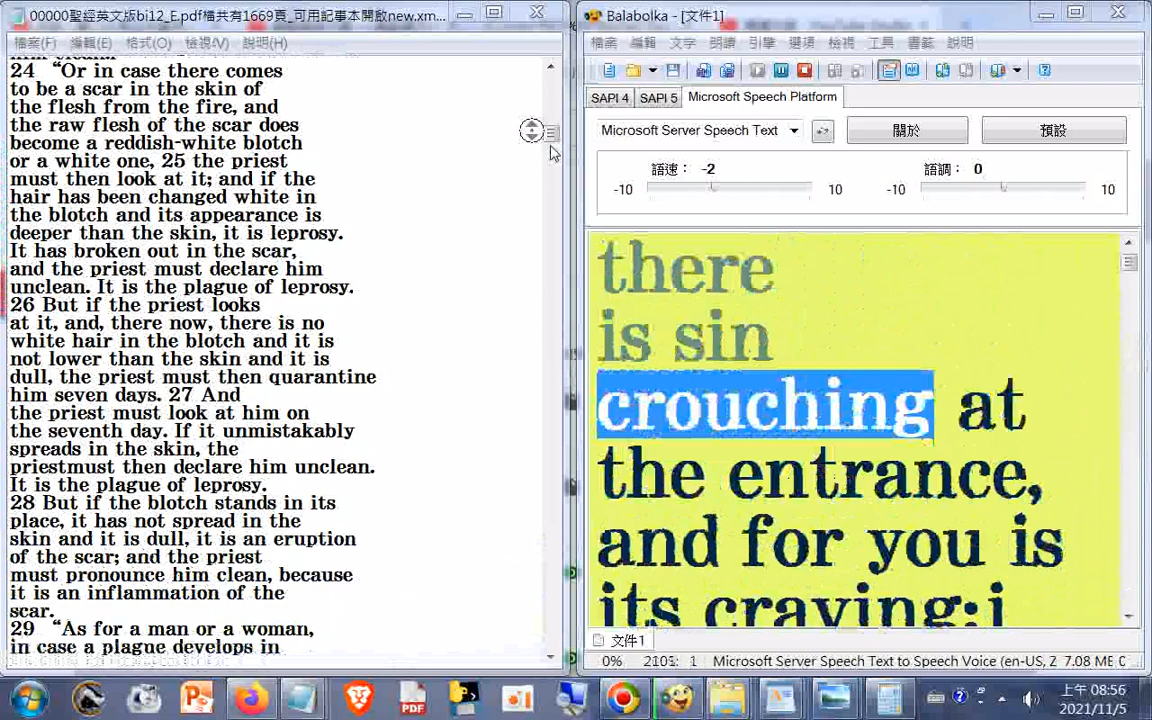 00000聖經英文版bi12_E.pdf檔共有1669頁_可用記事本開啟new.xm...
檔案(F) 編輯(E) 格式(O) 檢視(V) 說明(H)
24 “Or in case there comes
to be a scar in the skin of
the flesh from the fire, and
the raw flesh of the scar does
become a reddish-white blotch
or a white one, 25 the priest
must then look at it; and if the
hair has been changed white in
the blotch and its appearance is
deeper than the skin, it is leprosy.
It has broken out in the scar,
and the priest must declare him
unclean. It is the plague of leprosy.
26 But if the priest looks
at it, and, there now, there is no
white hair in the blotch and it is
not lower than the skin and it is
dull, the priest must then quarantine
him seven days. 27 And
the priest must look at him on
the seventh day. If it unmistakably
spreads in the skin, the
priestmust then declare him unclean.
It is the plague of leprosy.
28 But if the blotch stands in its
place, it has not spread in the
skin and it is dull, it is an eruption
of the scar; and the priest
must pronounce him clean, because
it is an inflammation of the
scar.
29 “As for a man or a woman,
in case a plague develops in
Balabolka - [文件1]
檔案 編輯 文字 朗讀 引擎 選項 檢視 工具 書籤 說明
SAPI 4 SAPI 5 Microsoft Speech Platform
Microsoft Server Speech Text 關於 預設
語速： -2 語調： 0
-10 10 -10 10
there
is sin
crouching at
the entrance,
and for you is
its craving;i
文件1
0% 2105: 1 Microsoft Server Speech Text to Speech Voice (en-US, Z 7.08 ME
PDF
上午 08:56
2021/11/5